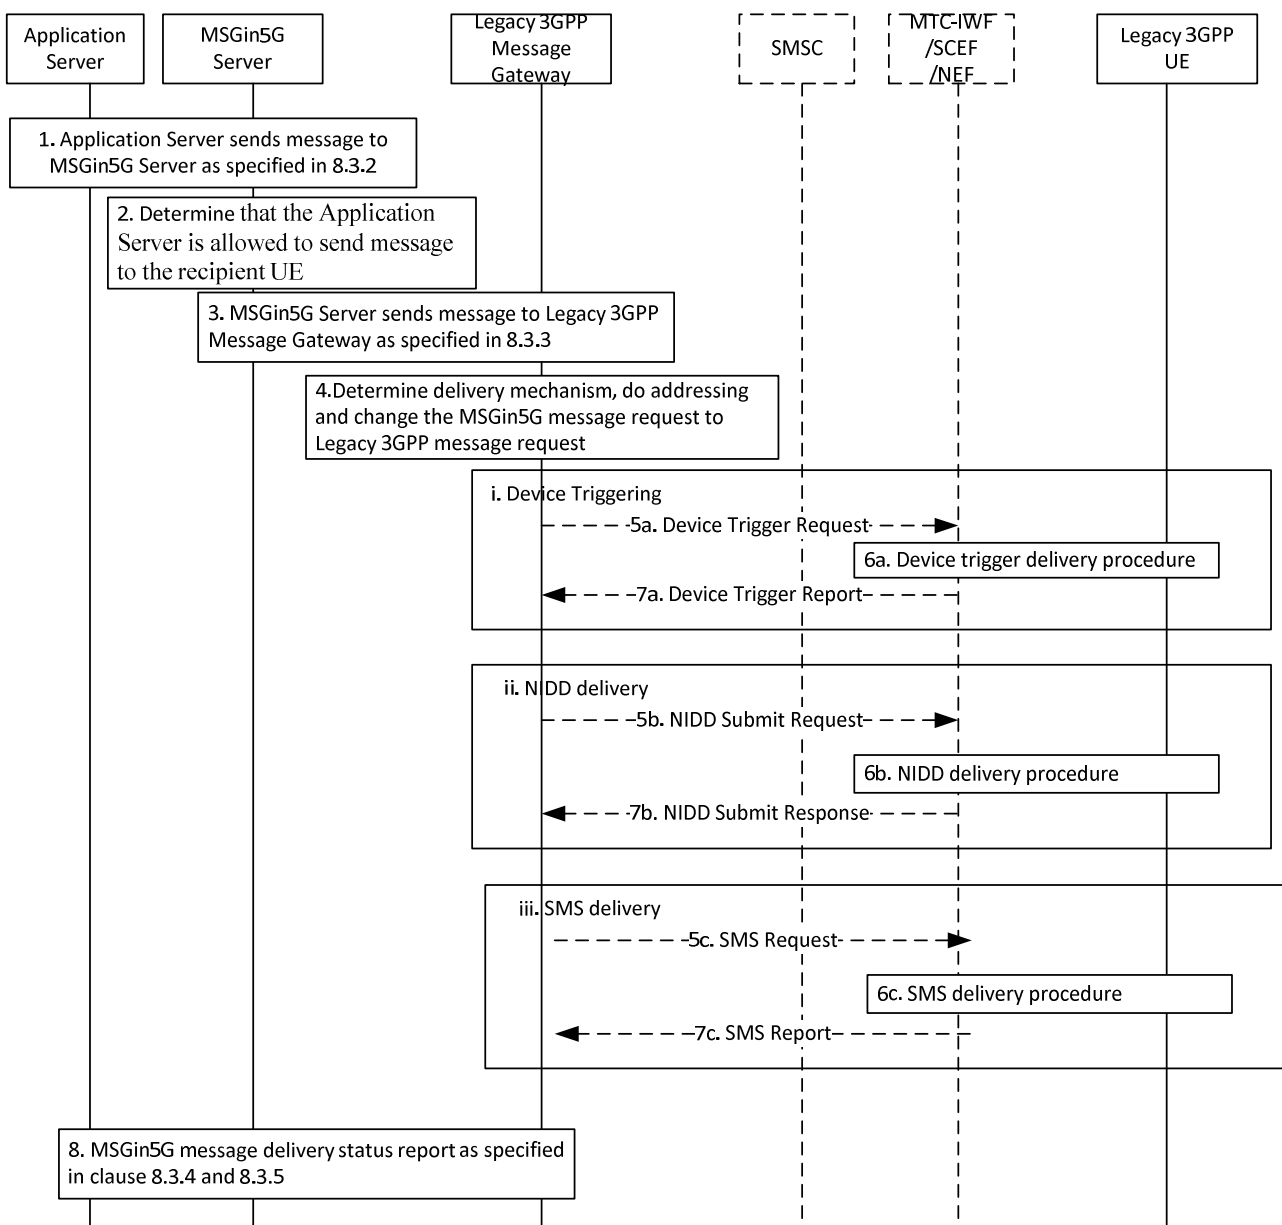 Application
Server
MSGin5G
Server
Legacy 3GPP
Message
Gateway
SMSC
MTC-IWF
/SCEF
/NEF
Legacy 3GPP
UE
1. Application Server sends message to
MSGin5G Server as specified in 8.3.2
2. Determine that the Application
Server is allowed to send message
to the recipient UE
3. MSGin5G Server sends message to Legacy 3GPP
Message Gateway as specified in 8.3.3
4.Determine delivery mechanism, do addressing
and change the MSGin5G message request to
Legacy 3GPP message request
i. Device Triggering
5a. Device Trigger Request
6a. Device trigger delivery procedure
7a. Device Trigger Report
ii. NIDD delivery
5b. NIDD Submit Request
6b. NIDD delivery procedure
7b. NIDD Submit Response
iii. SMS delivery
5c. SMS Request
6c. SMS delivery procedure
7c. SMS Report
8. MSGin5G message delivery status report as specified
in clause 8.3.4 and 8.3.5